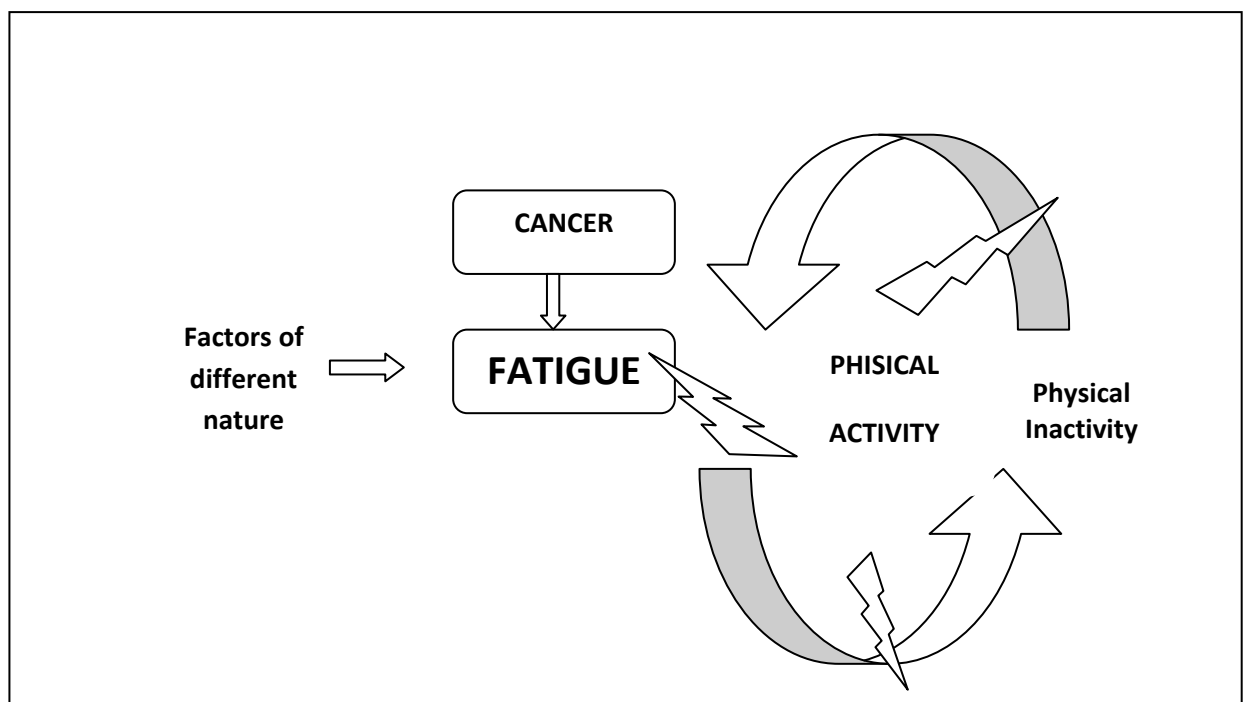 CANCER
Factors of
different
nature
FATIGUE
PHISICAL
ACTIVITY
Physical
Inactivity